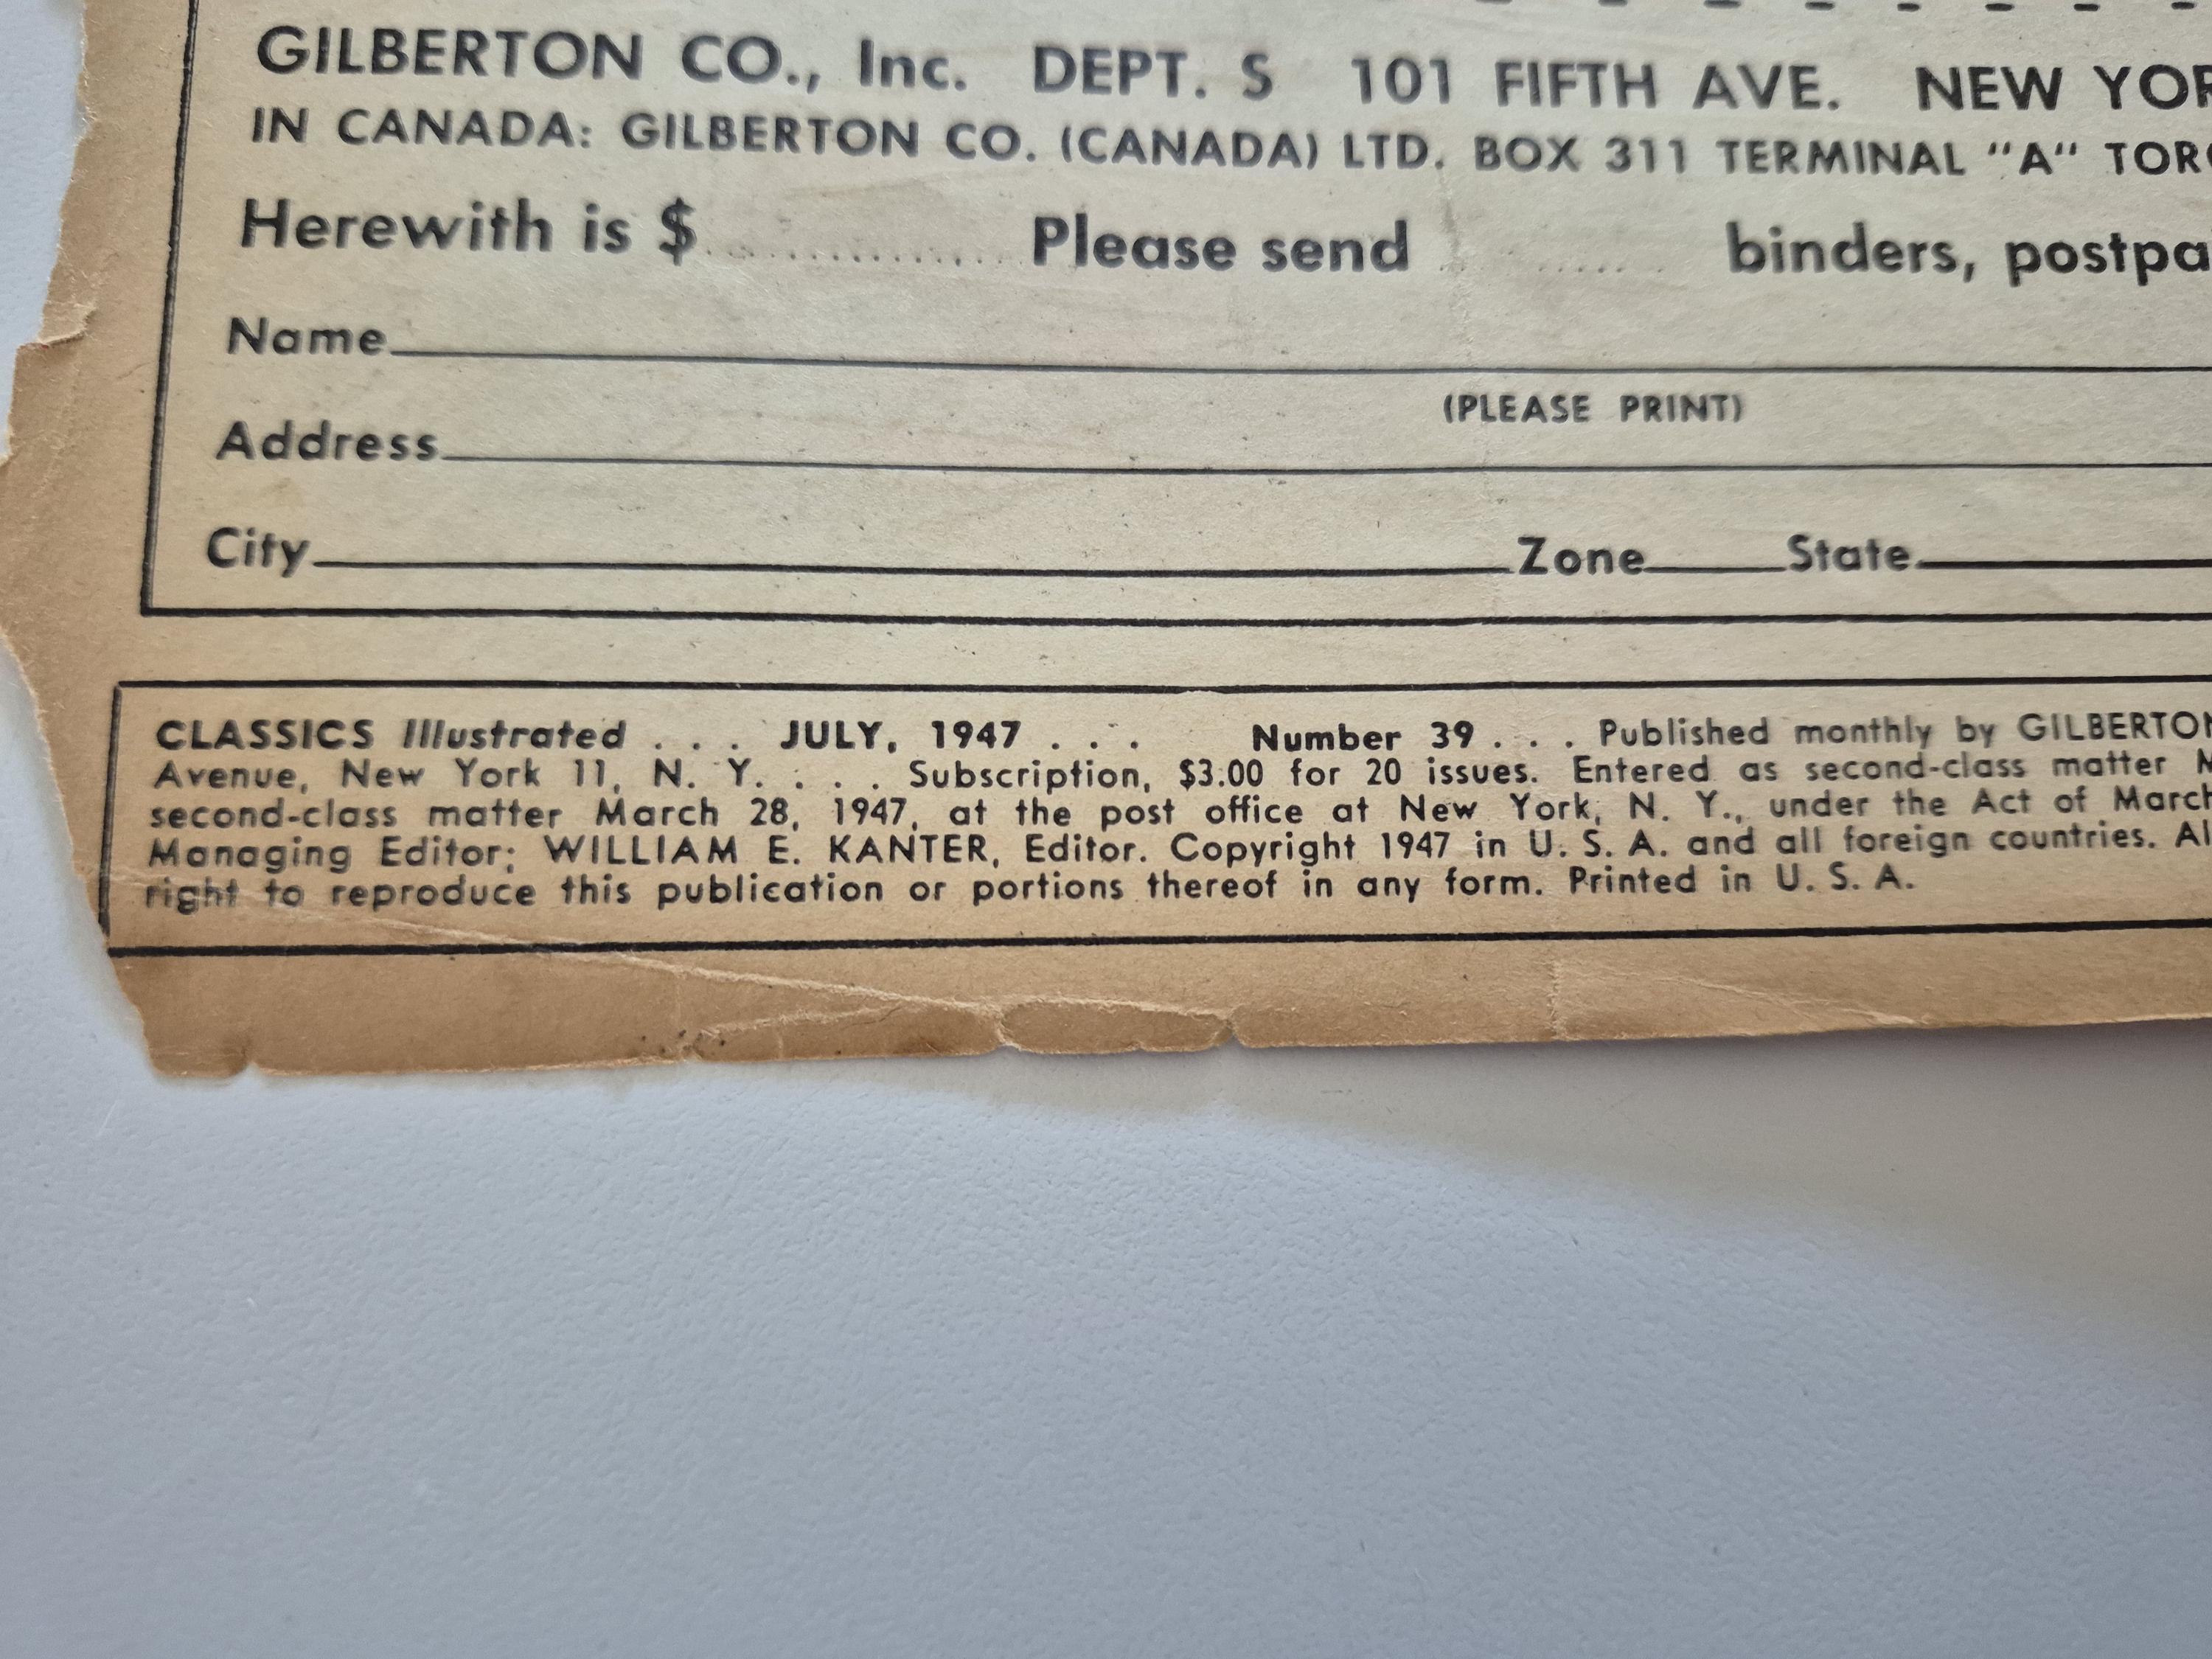 GILBERTON CO., Inc. DEPT. S 101 FIFTH AVE. NEW YOR
IN CANADA: GILBERTON CO. (CANADA) LTD. BOX 311 TERMINAL "A" TORO
Herewith is $ .............. Please send ...... binders, postpa
Name
(PLEASE PRINT)
Address
City Zone State
CLASSICS Illustrated . . . JULY, 1947 . . . Number 39 . . . Published monthly by GILBERTON
Avenue, New York 11, N. Y. . . . Subscription, $3.00 for 20 issues. Entered as second-class matter M
second-class matter March 28, 1947, at the post office at New York, N. Y., under the Act of March
Managing Editor; WILLIAM E. KANTER, Editor. Copyright 1947 in U. S. A. and all foreign countries. Al
right to reproduce this publication or portions thereof in any form. Printed in U. S. A.